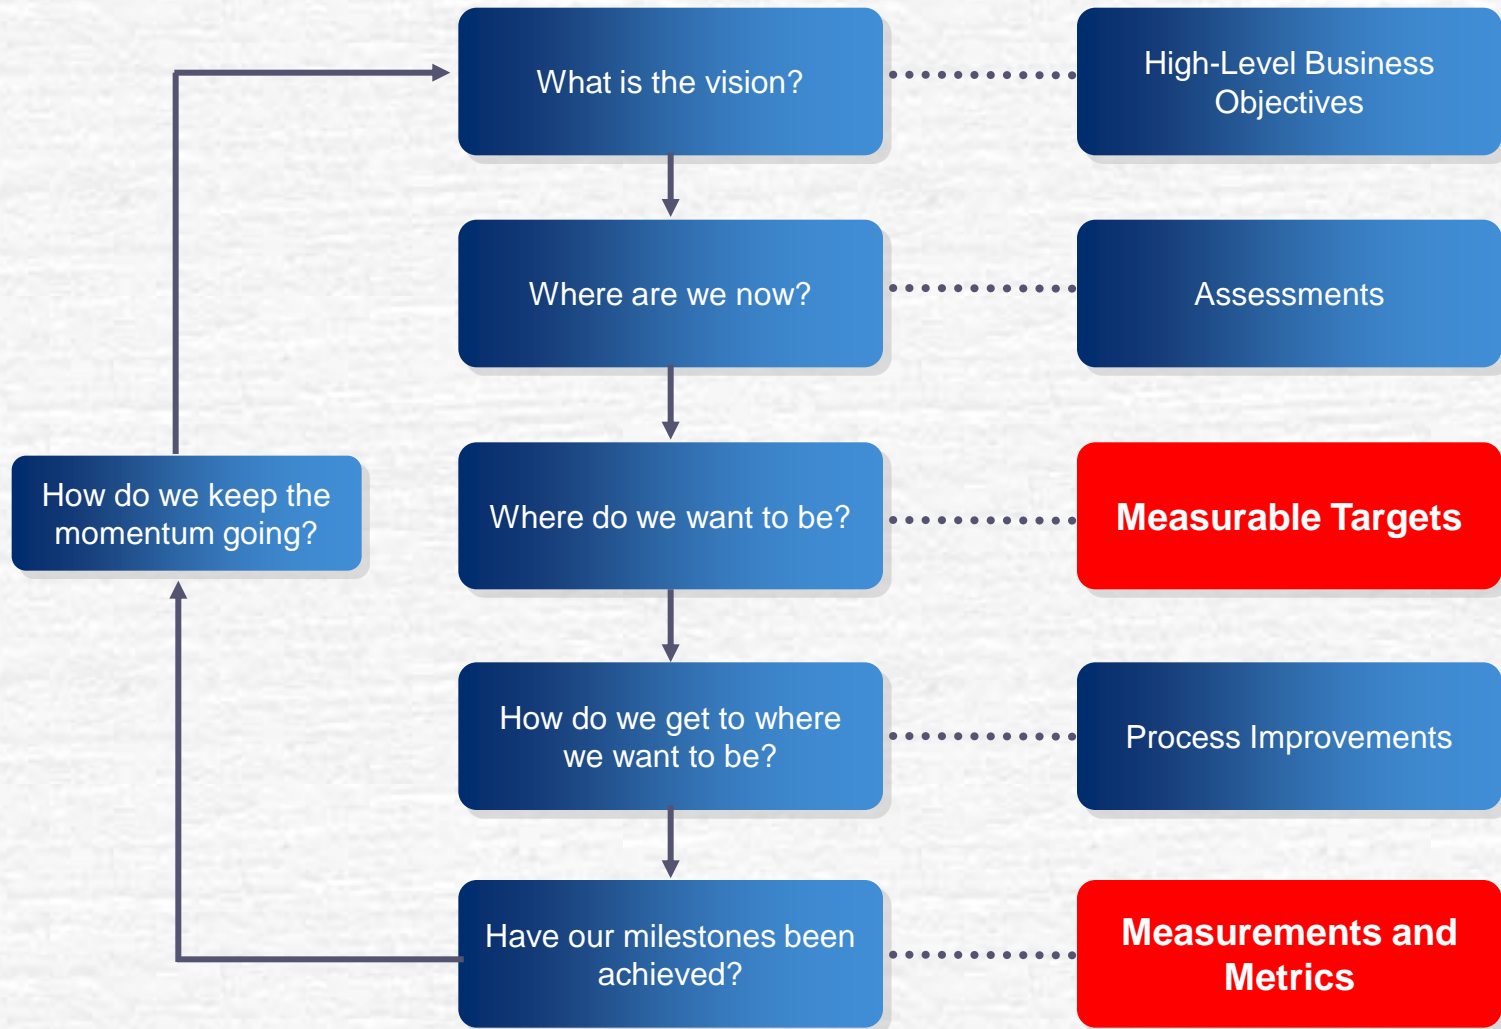 What is the vision?
High-Level Business
Objectives
Where are we now?
Assessments
How do we keep the
momentum going?
Where do we want to be?
Measurable Targets
How do we get to where
we want to be?
Process Improvements
Have our milestones been
achieved?
Measurements and
Metrics